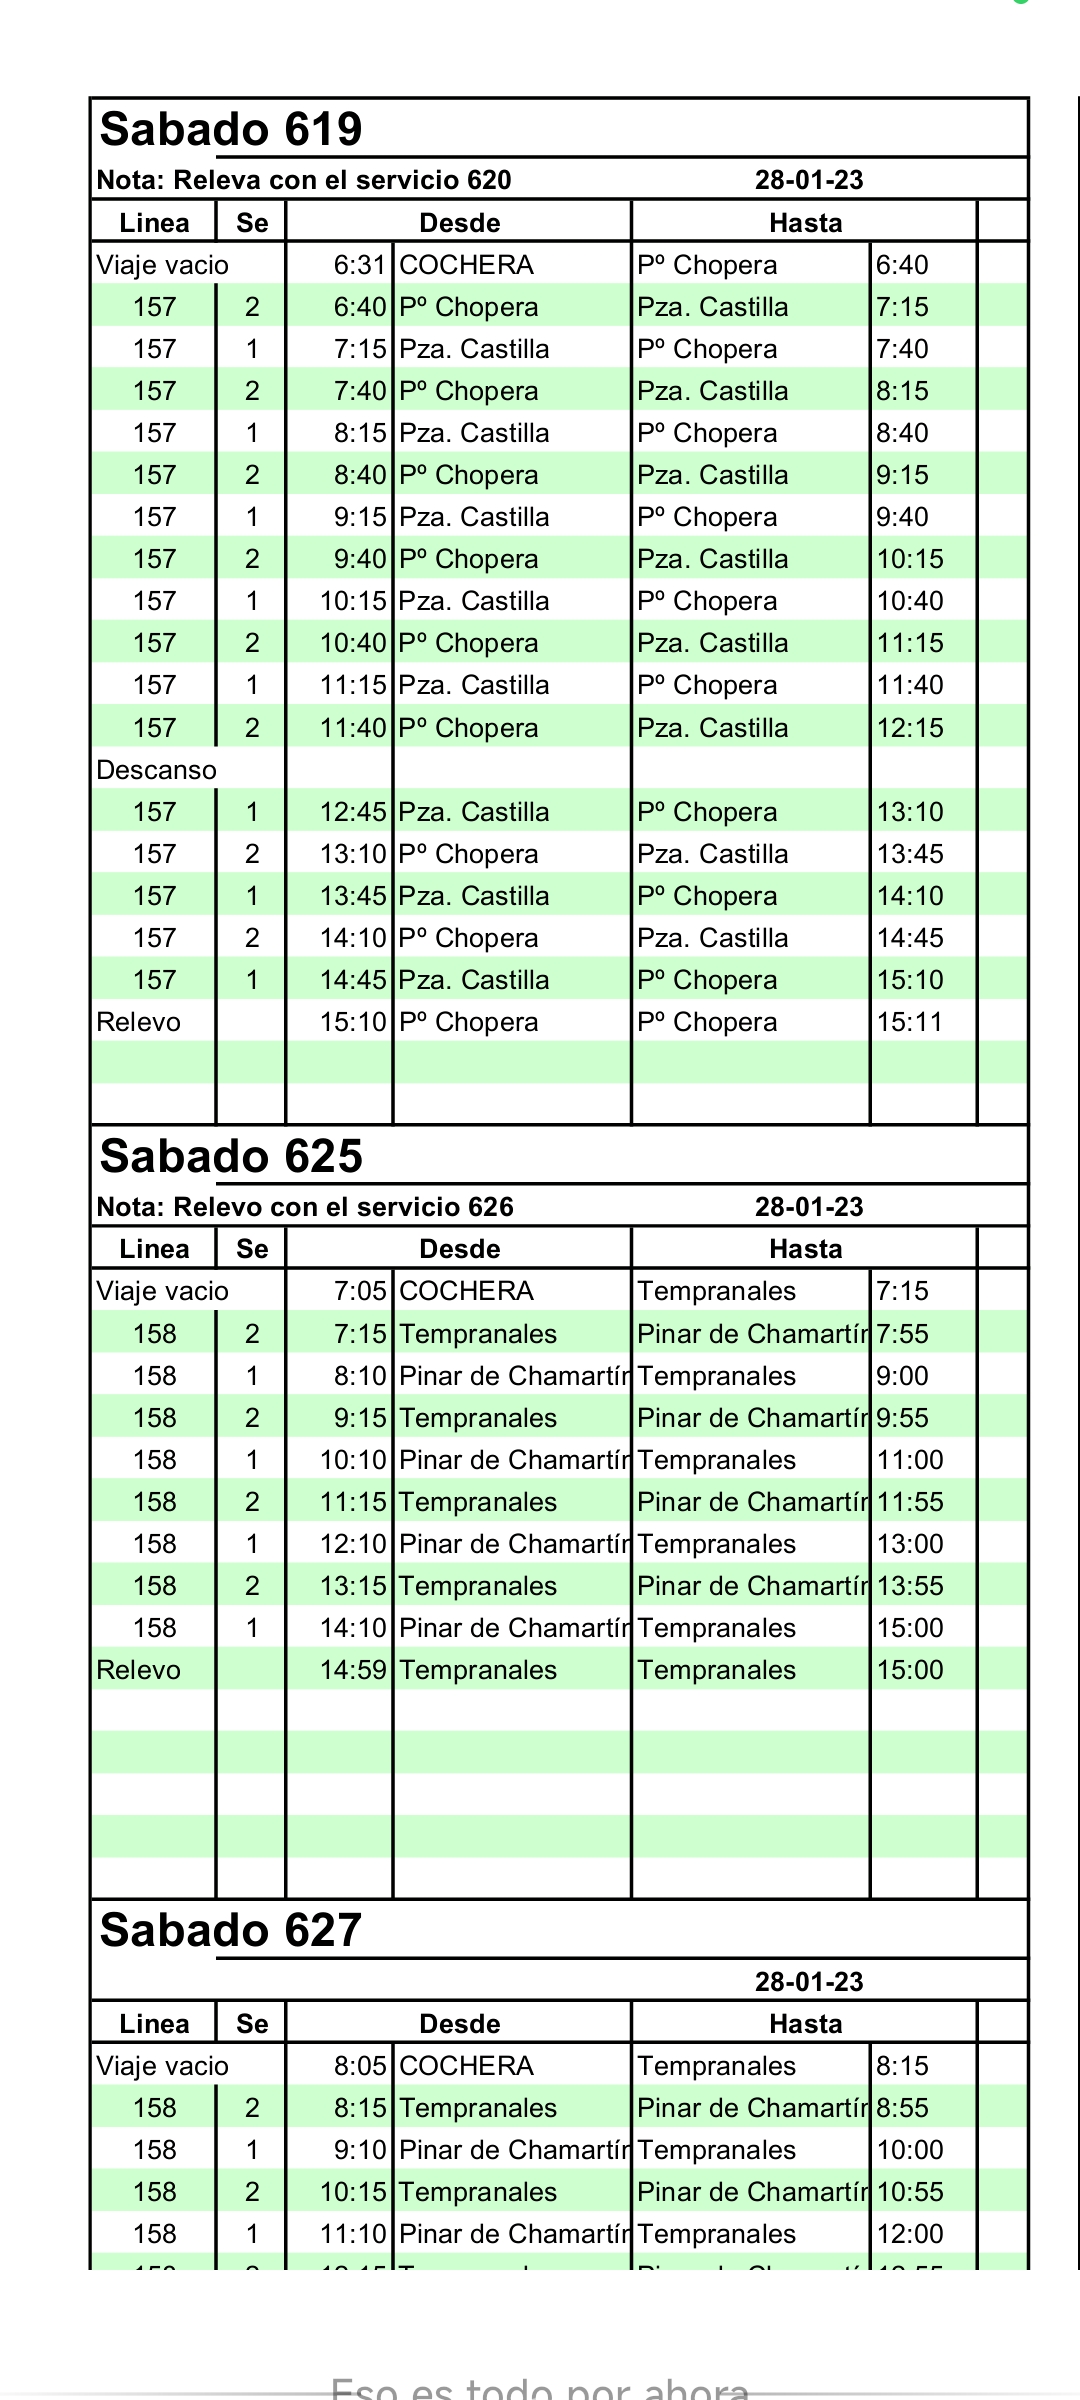 Sabado 619
Nota: Releva con el servicio 620 28-01-23
Linea Se Desde Hasta
Viaje vacio 6:31 COCHERA Pº Chopera 6:40
157 2 6:40 Pº Chopera Pza. Castilla 7:15
157 1 7:15 Pza. Castilla Pº Chopera 7:40
157 2 7:40 Pº Chopera Pza. Castilla 8:15
157 1 8:15 Pza. Castilla Pº Chopera 8:40
157 2 8:40 Pº Chopera Pza. Castilla 9:15
157 1 9:15 Pza. Castilla Pº Chopera 9:40
157 2 9:40 Pº Chopera Pza. Castilla 10:15
157 1 10:15 Pza. Castilla Pº Chopera 10:40
157 2 10:40 Pº Chopera Pza. Castilla 11:15
157 1 11:15 Pza. Castilla Pº Chopera 11:40
157 2 11:40 Pº Chopera Pza. Castilla 12:15
Descanso
157 1 12:45 Pza. Castilla Pº Chopera 13:10
157 2 13:10 Pº Chopera Pza. Castilla 13:45
157 1 13:45 Pza. Castilla Pº Chopera 14:10
157 2 14:10 Pº Chopera Pza. Castilla 14:45
157 1 14:45 Pza. Castilla Pº Chopera 15:10
Relevo 15:10 Pº Chopera Pº Chopera 15:11
Sabado 625
Nota: Relevo con el servicio 626 28-01-23
Linea Se Desde Hasta
Viaje vacio 7:05 COCHERA Tempranales 7:15
158 2 7:15 Tempranales Pinar de Chamartín 7:55
158 1 8:10 Pinar de Chamartín Tempranales 9:00
158 2 9:15 Tempranales Pinar de Chamartín 9:55
158 1 10:10 Pinar de Chamartín Tempranales 11:00
158 2 11:15 Tempranales Pinar de Chamartín 11:55
158 1 12:10 Pinar de Chamartín Tempranales 13:00
158 2 13:15 Tempranales Pinar de Chamartín 13:55
158 1 14:10 Pinar de Chamartín Tempranales 15:00
Relevo 14:59 Tempranales Tempranales 15:00
Sabado 627
28-01-23
Linea Se Desde Hasta
Viaje vacio 8:05 COCHERA Tempranales 8:15
158 2 8:15 Tempranales Pinar de Chamartín 8:55
158 1 9:10 Pinar de Chamartín Tempranales 10:00
158 2 10:15 Tempranales Pinar de Chamartín 10:55
158 1 11:10 Pinar de Chamartín Tempranales 12:00
Eso es todo por ahora